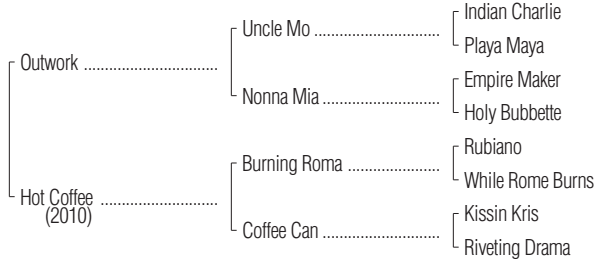 Indian Charlie
Uncle Mo ................................
Playa Maya
Outwork ..................................
Empire Maker
Nonna Mia ..............................
Holy Bubbette
Rubiano
Burning Roma ........................
While Rome Burns
Hot Coffee ..............................
(2010)
Kissin Kris
Coffee Can ..............................
Riveting Drama